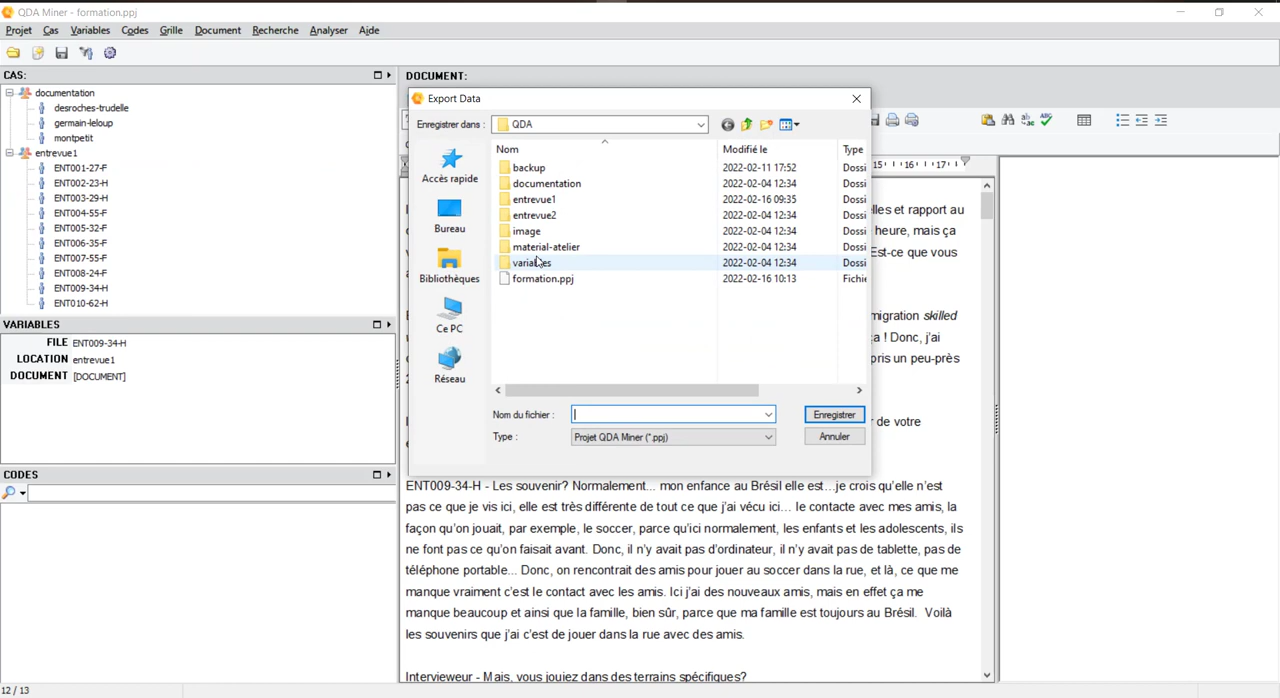 QDA Miner - formation.ppj
Projet Cas Variables Codes Grille Document Recherche Analyser Aide
CAS:
documentation
desroches-trudelle
germain-leloup
montpetit
entrevue1
ENT001-27-F
ENT002-23-H
ENT003-29-H
ENT004-55-F
ENT005-32-F
ENT006-35-F
ENT007-55-F
ENT008-24-F
ENT009-34-H
ENT010-62-H
VARIABLES
FILE ENT009-34-H
LOCATION entrevue1
DOCUMENT [DOCUMENT]
CODES
12 / 13
DOCUMENT:
Export Data
Enregistrer dans : QDA
Accès rapide
Bureau
Bibliothèques
Ce PC
Réseau
Nom Modifié le Type
backup 2022-02-11 17:52 Dossi
documentation 2022-02-04 12:34 Dossi
entrevue1 2022-02-16 09:35 Dossi
entrevue2 2022-02-04 12:34 Dossi
image 2022-02-04 12:34 Dossi
material-atelier 2022-02-04 12:34 Dossi
variables 2022-02-04 12:34 Dossi
formation.ppj 2022-02-16 10:13 Fichie
Nom du fichier : Enregistrer
Type : Projet QDA Miner (*.ppj) Annuler
15 16 17
elles et rapport au
heure, mais ça
Est-ce que vous
migration skilled
ça ! Donc, j'ai
pris un peu-près
r de votre
ENT009-34-H - Les souvenir? Normalement... mon enfance au Brésil elle est...je crois qu'elle n'est
pas ce que je vis ici, elle est très différente de tout ce que j'ai vécu ici... le contacte avec mes amis, la
façon qu'on jouait, par exemple, le soccer, parce qu'ici normalement, les enfants et les adolescents, ils
ne font pas ce qu'on faisait avant. Donc, il n'y avait pas d'ordinateur, il n'y avait pas de tablette, pas de
téléphone portable... Donc, on rencontrait des amis pour jouer au soccer dans la rue, et là, ce que me
manque vraiment c'est le contact avec les amis. Ici j'ai des nouveaux amis, mais en effet ça me
manque beaucoup et ainsi que la famille, bien sûr, parce que ma famille est toujours au Brésil. Voilà
les souvenirs que j'ai c'est de jouer dans la rue avec des amis.
Intervieweur - Mais, vous jouiez dans des terrains spécifiques?